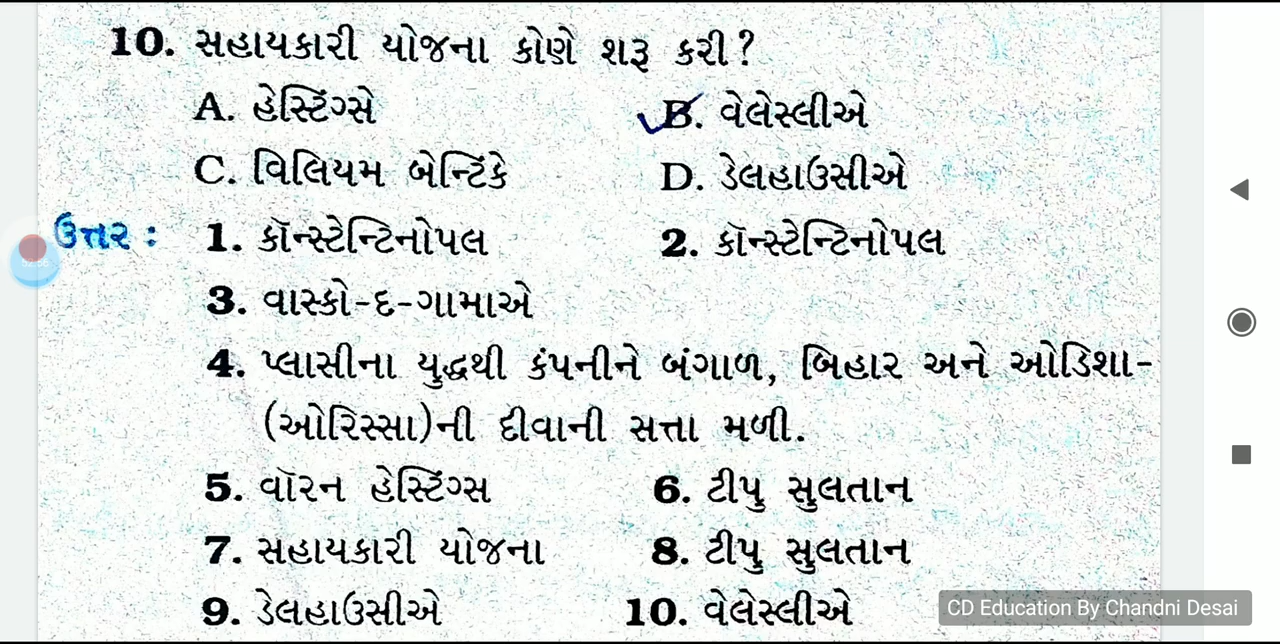 10. સહાયકારી યોજના કોણે શરૂ કરી?
A. હેસ્ટિંગ્સે B. વેલેસ્લીએ
C. વિલિયમ બેન્ટિંકે D. ડેલહાઉસીએ
ઉત્તર : 1. કૉન્સ્ટેન્ટિનોપલ 2. કૉન્સ્ટેન્ટિનોપલ
3. વાસ્કો-દ-ગામાએ
4. પ્લાસીના યુદ્ધથી કંપનીને બંગાળ, બિહાર અને ઓડિશા-
(ઓરિસ્સા)ની દીવાની સત્તા મળી.
5. વૉરન હેસ્ટિંગ્સ 6. ટીપુ સુલતાન
7. સહાયકારી યોજના 8. ટીપુ સુલતાન
9. ડેલહાઉસીએ 10. વેલેસ્લીએ
CD Education By Chandni Desai